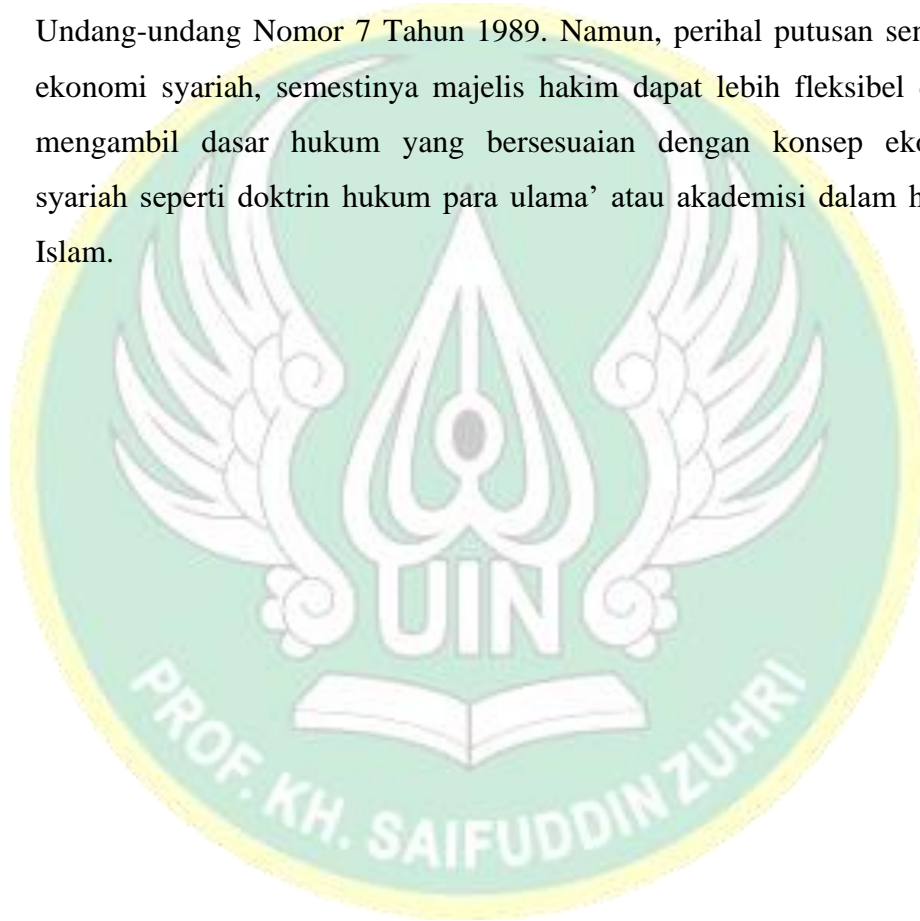 Undang-undang Nomor 7 Tahun 1989. Namun, perihal putusan
ekonomi syariah, semestinya majelis hakim dapat lebih fleksibel
mengambil dasar hukum yang bersesuaian dengan konsep
syariah seperti doktrin hukum para ulama’ atau akademisi dalam
Islam.
UIN
PROF. KH. SAIFUDDIN ZUHRI